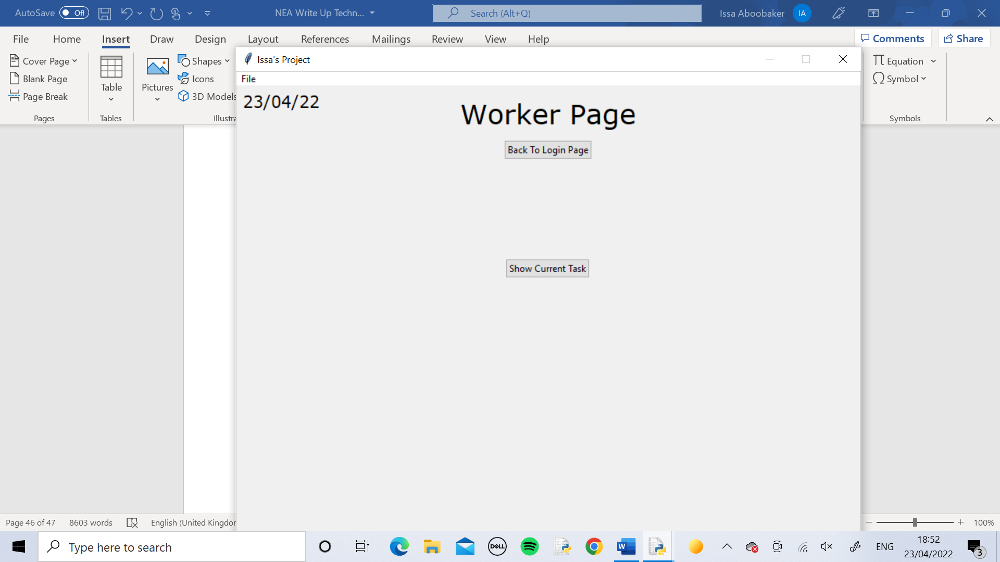 AutoSave Off NEA Write Up Techn... Search (Alt+Q) Issa Aboobaker IA
File Home Insert Draw Design Layout References Mailings Review View Help Comments Share
Cover Page
Blank Page
Page Break
Pages
Table
Tables
Pictures
Shapes
Icons
3D Models
Illustra
Equation
Symbol
Symbols
Issa's Project
File
23/04/22
Worker Page
Back To Login Page
Show Current Task
Page 46 of 47 8603 words English (United Kingdor 100%
Type here to search DELL W ENG 18:52
23/04/2022 3